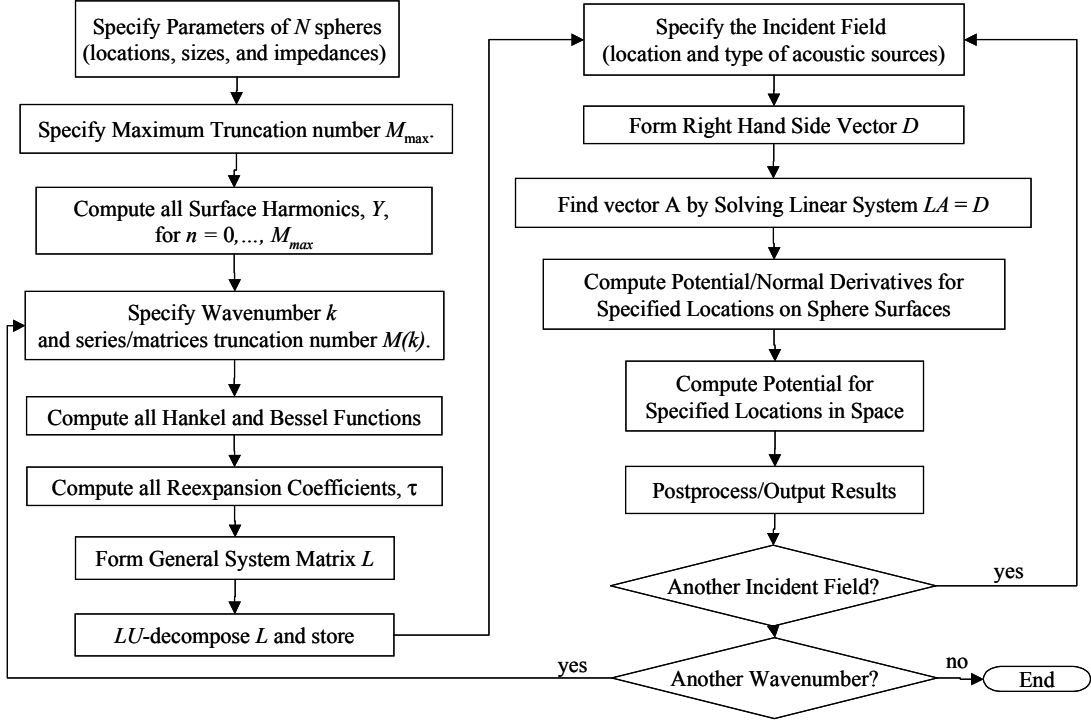 Specify Parameters of N spheres
(locations, sizes, and impedances)
Specify Maximum Truncation number Mmax.
Compute all Surface Harmonics, Y,
for n = 0,..., Mmax
Specify Wavenumber k
and series/matrices truncation number M(k).
Compute all Hankel and Bessel Functions
Compute all Reexpansion Coefficients, τ
Form General System Matrix L
LU-decompose L and store
Specify the Incident Field
(location and type of acoustic sources)
Form Right Hand Side Vector D
Find vector A by Solving Linear System LA = D
Compute Potential/Normal Derivatives for
Specified Locations on Sphere Surfaces
Compute Potential for
Specified Locations in Space
Postprocess/Output Results
Another Incident Field?
yes
Another Wavenumber?
yes
no
End